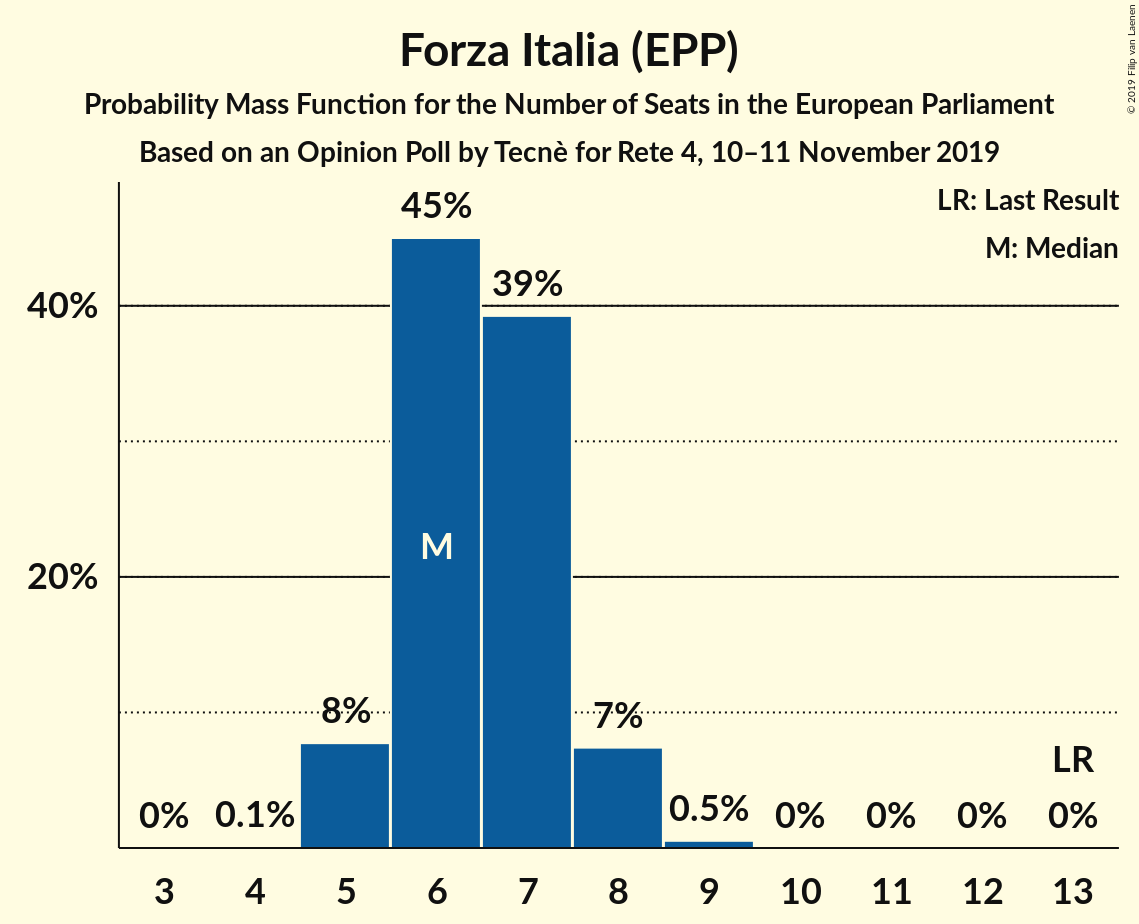 Forza Italia (EPP)
Probability Mass Function for the Number of Seats in the European Parliament
Based on an Opinion Poll by Tecnè for Rete 4, 10–11 November 2019
© 2019 Filip van Laenen
LR: Last Result
M: Median
45%
39%
40%
M
20%
8%
7%
LR
0%
0.1%
0.5%
0%
0%
0%
0%
3 4 5 6 7 8 9 10 11 12 13